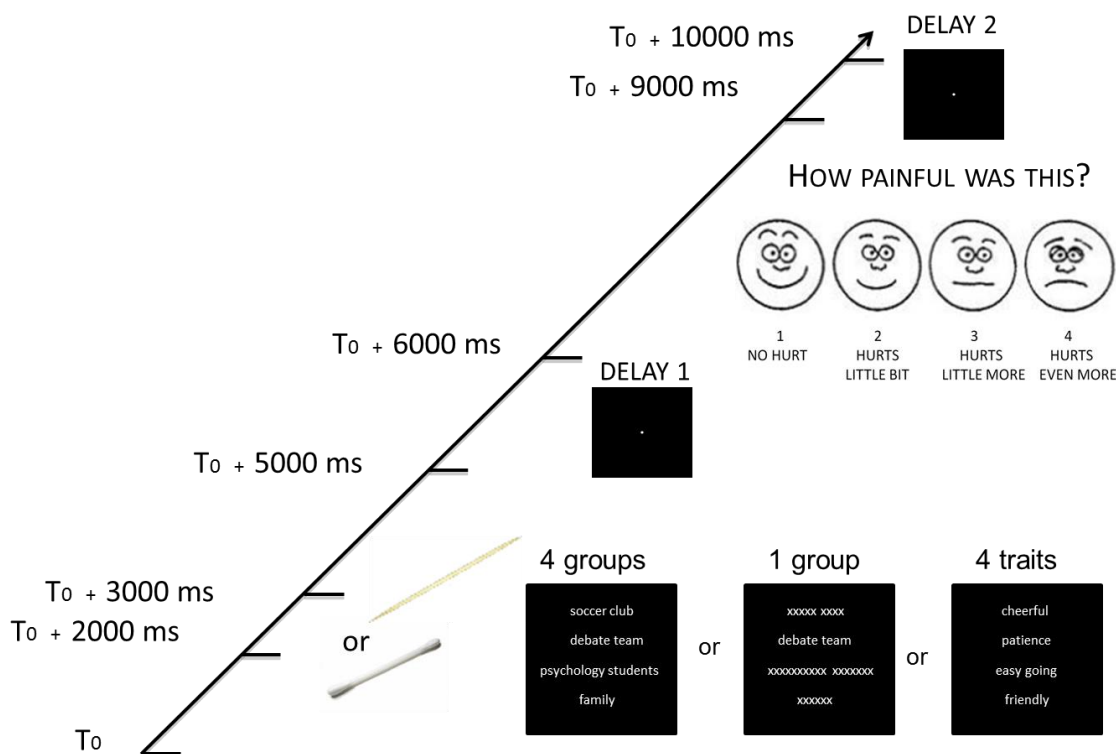 T0 + 10000 ms
DELAY 2
T0 + 9000 ms
HOW PAINFUL WAS THIS?
1
NO HURT
2
HURTS
LITTLE BIT
3
HURTS
LITTLE MORE
4
HURTS
EVEN MORE
T0 + 6000 ms
DELAY 1
T0 + 5000 ms
4 groups
soccer club
debate team
psychology students
family
or
1 group
xxxxx xxxx
debate team
xxxxxxxxxx xxxxxxx
xxxxxx
or
4 traits
cheerful
patience
easy going
friendly
T0 + 3000 ms
or
T0 + 2000 ms
T0